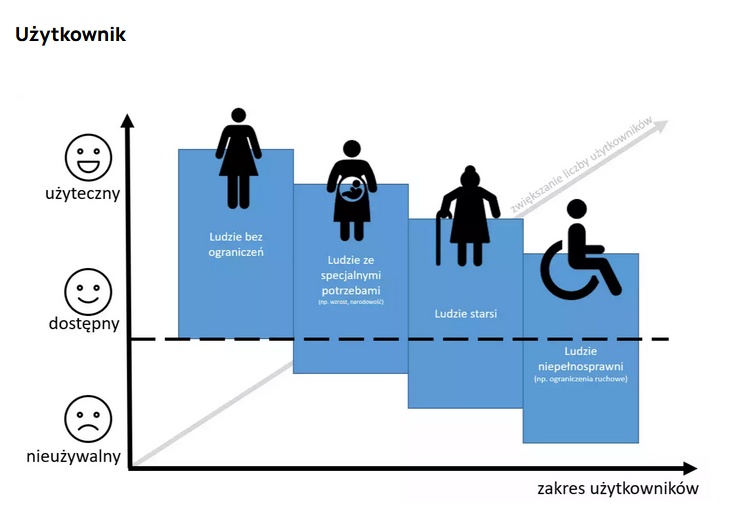 Użytkownik
użyteczny
dostępny
nieużywalny
Ludzie bez
ograniczeń
Ludzie ze
specjalnymi
potrzebami
(np. wzrost, narodowość)
Ludzie starsi
Ludzie
niepełnosprawni
(np. ograniczenia ruchowe)
zwiększanie liczby użytkowników
zakres użytkowników